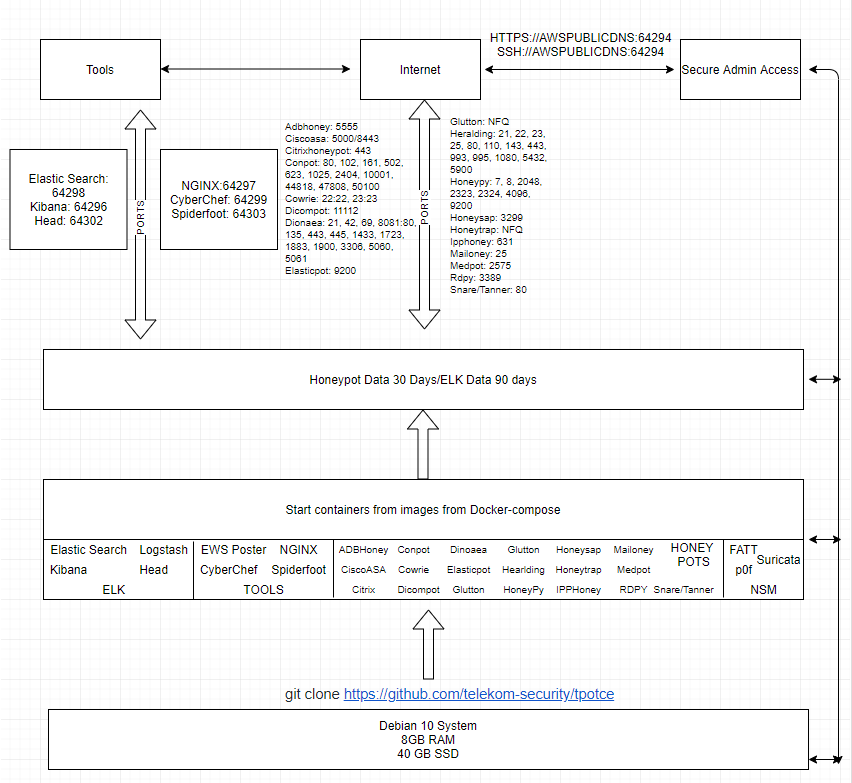 HTTPS://AWSPUBLICDNS:64294
SSH://AWSPUBLICDNS:64294
Tools
Internet
Secure Admin Access
Elastic Search:
64298
Kibana: 64296
Head: 64302
PORTS
NGINX:64297
CyberChef: 64299
Spiderfoot: 64303
Adbhoney: 5555
Ciscoasa: 5000/8443
Citrixhoneypot: 443
Conpot: 80, 102, 161, 502,
623, 1025, 2404, 10001,
44818, 47808, 50100
Cowrie: 22:22, 23:23
Dicompot: 11112
Dionaea: 21, 42, 69, 8081:80,
135, 443, 445, 1433, 1723,
1883, 1900, 3306, 5060,
5061
Elasticpot: 9200
PORTS
Glutton: NFQ
Heralding: 21, 22, 23,
25, 80, 110, 143, 443,
993, 995, 1080, 5432,
5900
Honeypy: 7, 8, 2048,
2323, 2324, 4096,
9200
Honeysap: 3299
Honeytrap: NFQ
Ipphoney: 631
Mailoney: 25
Medpot: 2575
Rdpy: 3389
Snare/Tanner: 80
Honeypot Data 30 Days/ELK Data 90 days
Start containers from images from Docker-compose
Elastic Search Logstash
Kibana Head
ELK
EWS Poster NGINX
CyberChef Spiderfoot
TOOLS
ADBHoney Conpot Dinoaea Glutton Honeysap Mailoney HONEY
POTS
CiscoASA Cowrie Elasticpot Hearlding Honeytrap Medpot
Citrix Dicompot Glutton HoneyPy IPPHoney RDPY Snare/Tanner
FATT
Suricata
p0f
NSM
git clone https://github.com/telekom-security/tpotce
Debian 10 System
8GB RAM
40 GB SSD